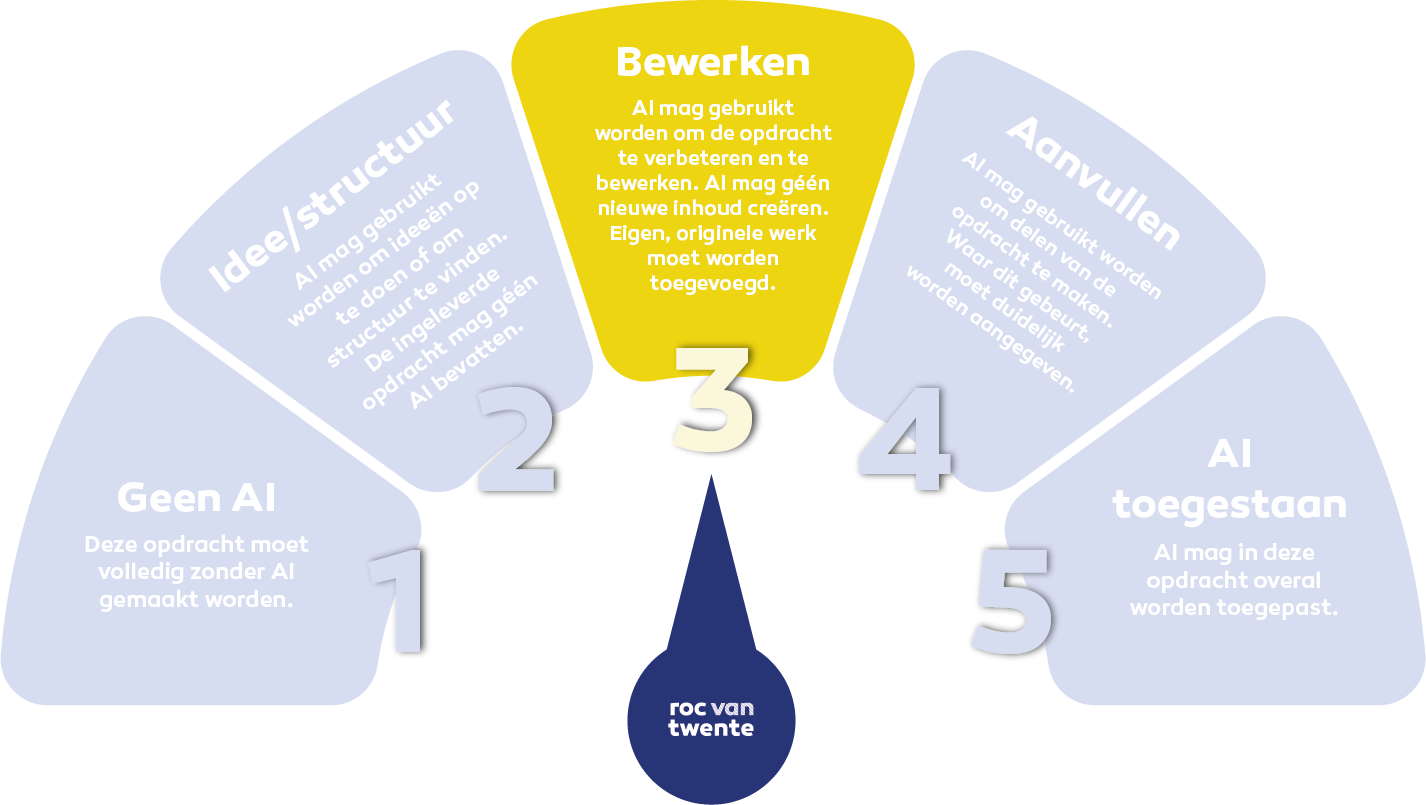 Geen AI
Deze opdracht moet
volledig zonder AI
gemaakt worden.
1
Idee/structuur
AI mag gebruikt
worden om ideeën op
te doen of om
structuur te vinden.
De ingeleverde
opdracht mag géén
AI bevatten.
2
Bewerken
AI mag gebruikt
worden om de opdracht
te verbeteren en te
bewerken. AI mag géén
nieuwe inhoud creëren.
Eigen, originele werk
moet worden
toegevoegd.
3
Aanvullen
AI mag gebruikt worden
om delen van de
opdracht te maken.
Waar dit gebeurt,
moet duidelijk
worden aangegeven.
4
AI
toegestaan
AI mag in deze
opdracht overal
worden toegepast.
5
roc van
twente